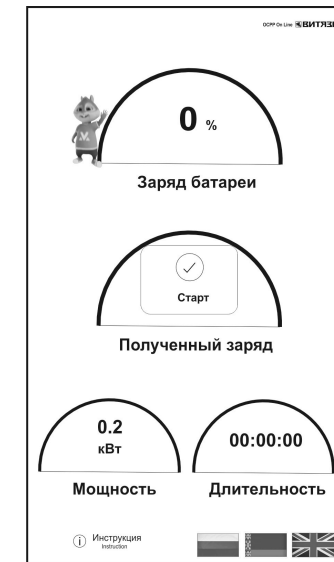 OCPP On Line ВИТЯЗЬ
0 %
Заряд батареи
Старт
Полученный заряд
0.2
кВт
00:00:00
Мощность
Длительность
Инструкция
Instruction